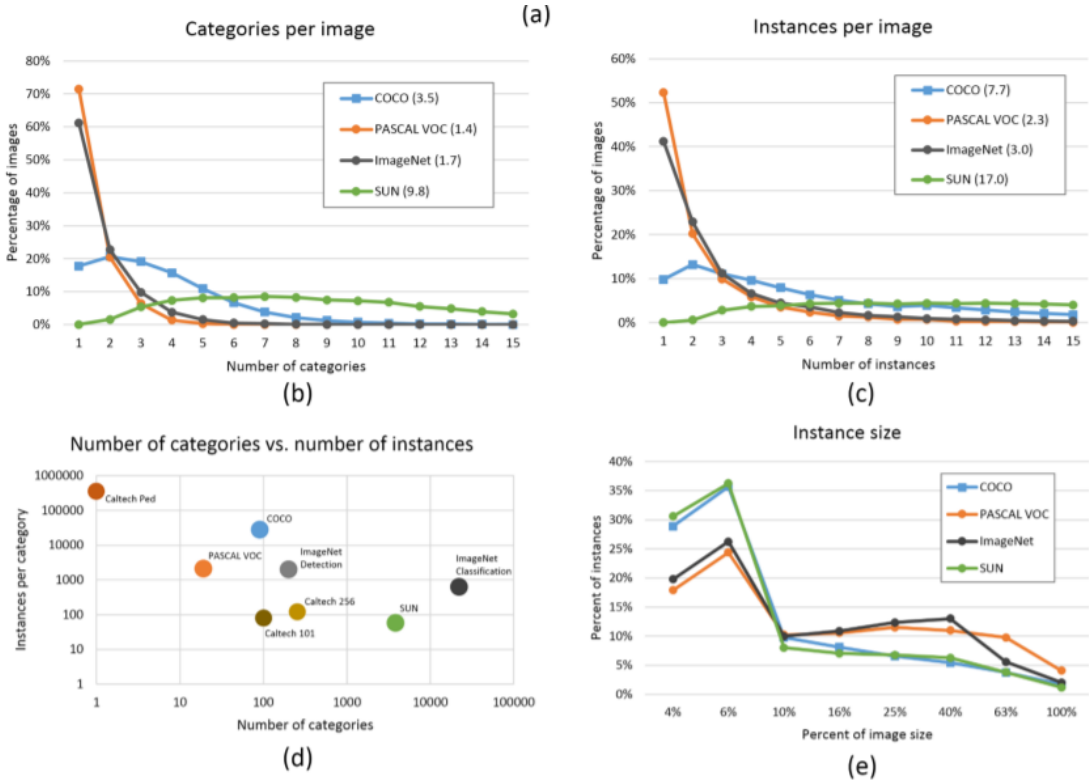 (a)
Categories per image
80%
70%
60%
50%
40%
30%
20%
10%
0%
Percentage of images
COCO (3.5)
PASCAL VOC (1.4)
ImageNet (1.7)
SUN (9.8)
1 2 3 4 5 6 7 8 9 10 11 12 13 14 15
Number of categories
(b)
Instances per image
60%
50%
40%
30%
20%
10%
0%
Percentage of images
COCO (7.7)
PASCAL VOC (2.3)
ImageNet (3.0)
SUN (17.0)
1 2 3 4 5 6 7 8 9 10 11 12 13 14 15
Number of instances
(c)
Number of categories vs. number of instances
1000000
100000
10000
1000
100
10
1
Instances per category
Caltech Ped
COCO
PASCAL VOC
ImageNet
Detection
ImageNet
Classification
Caltech 256
Caltech 101
SUN
1 10 100 1000 10000 100000
Number of categories
(d)
Instance size
40%
35%
30%
25%
20%
15%
10%
5%
0%
Percent of instances
COCO
PASCAL VOC
ImageNet
SUN
4% 6% 10% 16% 25% 40% 63% 100%
Percent of image size
(e)